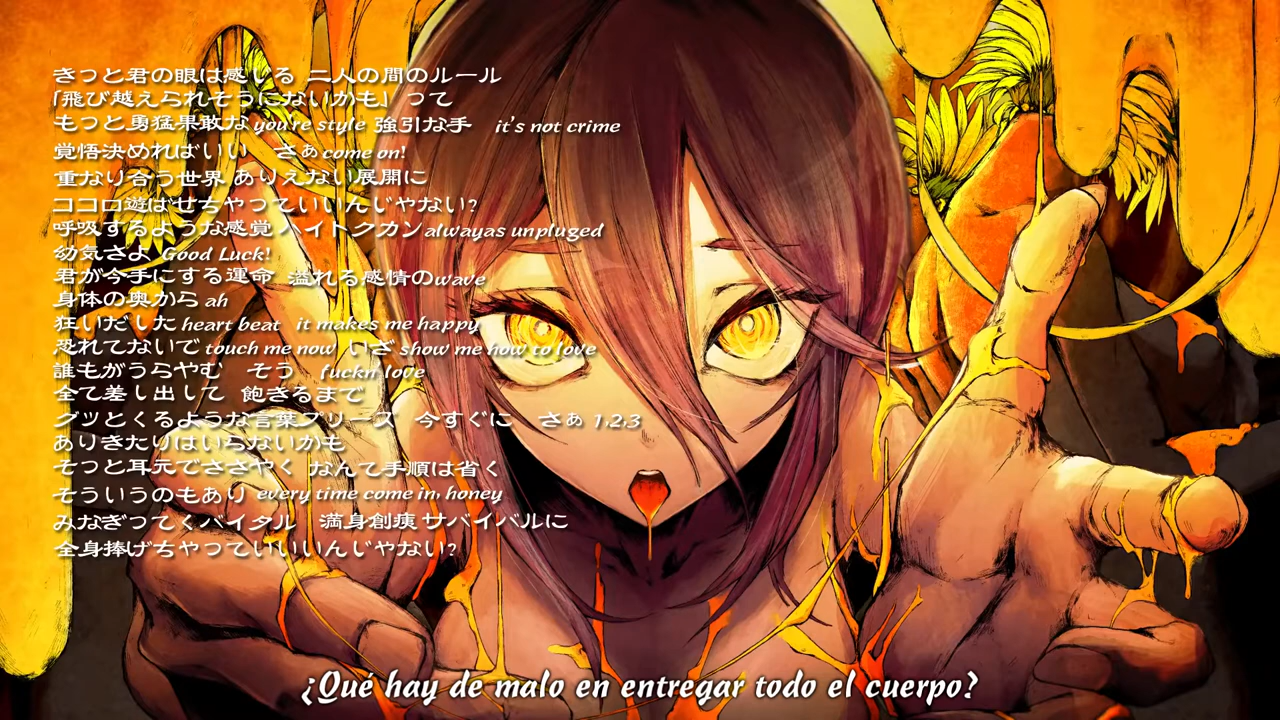 きっと君の眼は感じる 二人の間のルール
「飛び越えられそうにないかも」って
もっと勇猛果敢な you're style 強引な手 it's not crime
覚悟決めればいい さぁ come on!
重なり合う世界 ありえない展開に
ココロ遊ばせちゃっていいんじゃない?
呼吸するような感覚 ハイトクカン alwayas unpluged
幼気さよ Good Luck!
君が今手にする運命 溢れる感情のwave
身体の奥から ah
狂いだした heart beat it makes me happy
恐れてないで touch me now いざ show me how to love
誰もがうらやむ そう fuckn' love
全て差し出して 飽きるまで
グッとくるような言葉プリーズ 今すぐに さぁ 1,2,3
ありきたりはいらないかも
そっと耳元でささやく なんて手順は省く
そういうのもあり every time come in, honey
みなぎってくバイタル 満身創痍 サバイバルに
全身捧げちゃっていいいんじゃない?
¿Qué hay de malo en entregar todo el cuerpo?